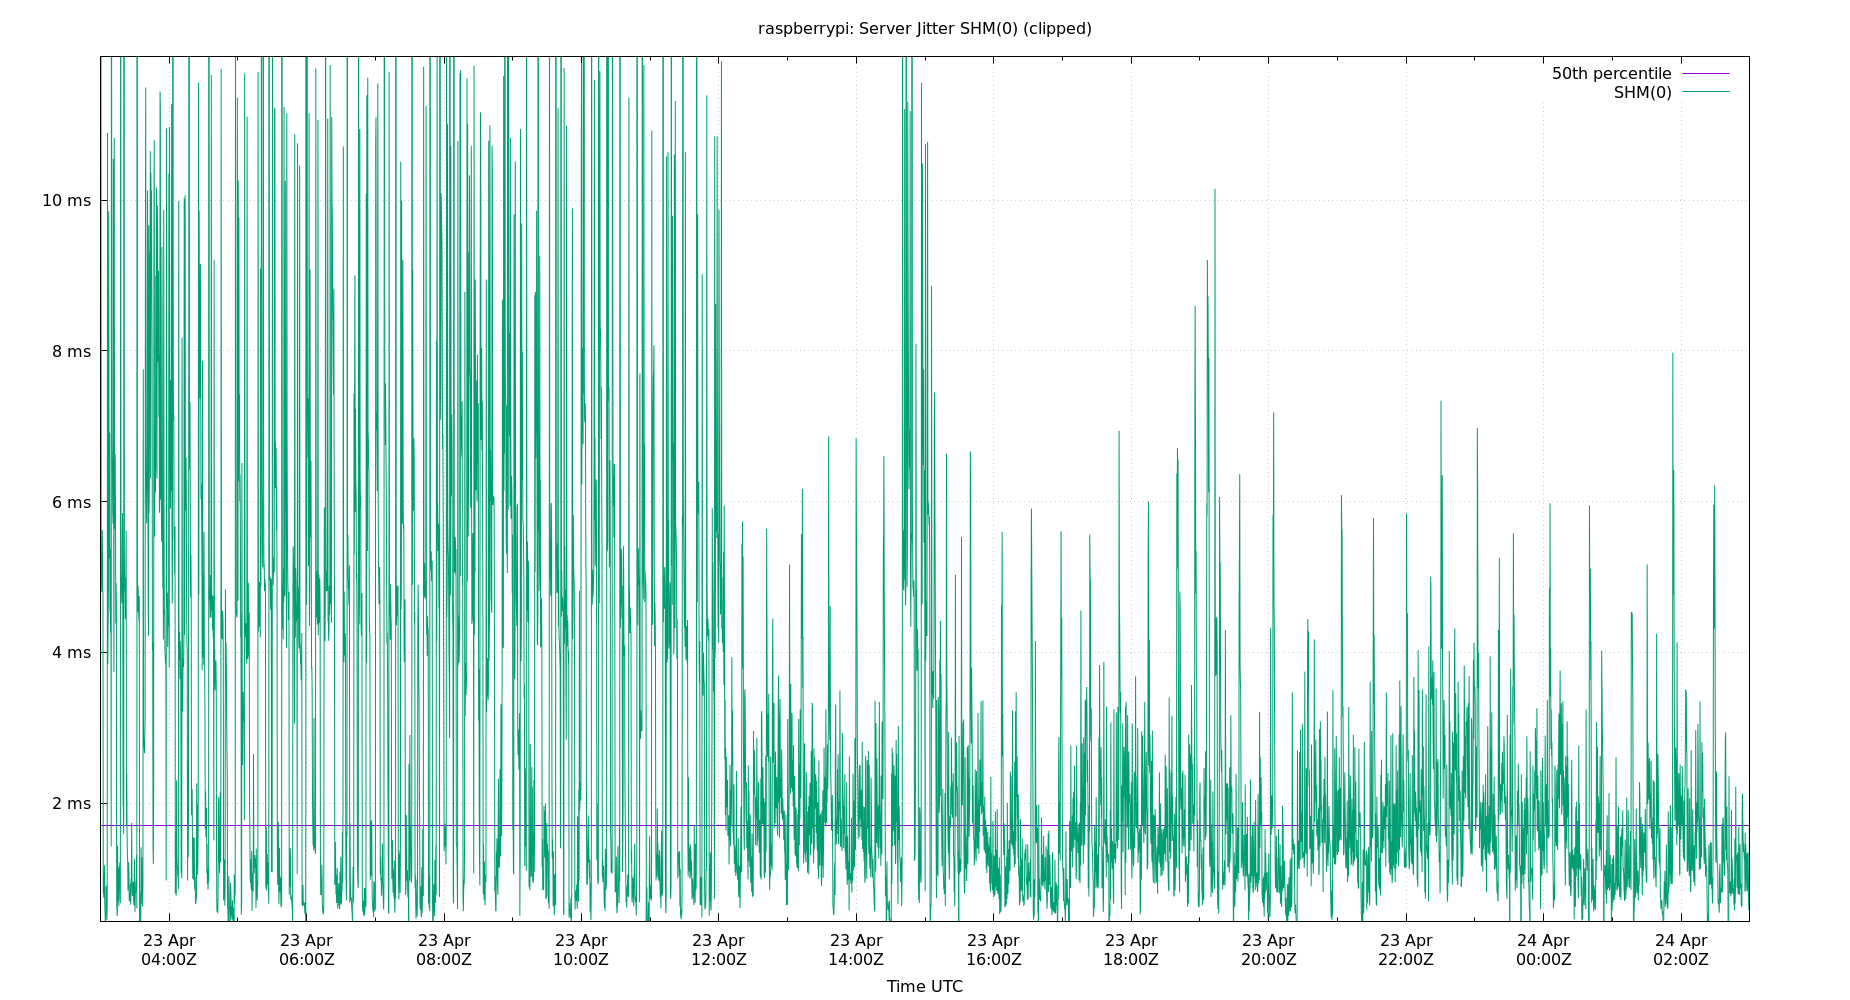 raspberrypi: Server Jitter SHM(0) (clipped)
50th percentile
SHM(0)
10 ms
8 ms
6 ms
4 ms
2 ms
23 Apr 23 Apr 23 Apr 23 Apr 23 Apr 23 Apr 23 Apr 23 Apr 23 Apr 23 Apr 24 Apr 24 Apr
04:00Z 06:00Z 08:00Z 10:00Z 12:00Z 14:00Z 16:00Z 18:00Z 20:00Z 22:00Z 00:00Z 02:00Z
Time UTC